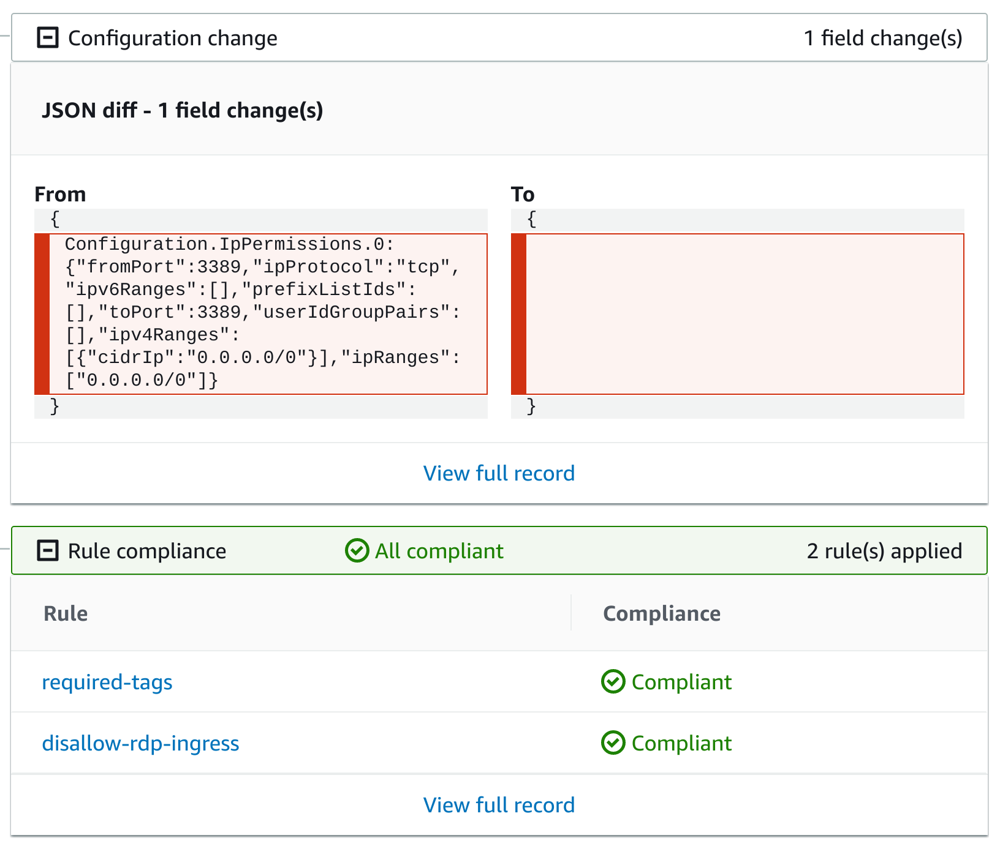 Configuration change
1 field change(s)
JSON diff - 1 field change(s)
From
{
Configuration.IpPermissions.0:
{"fromPort":3389,"ipProtocol":"tcp",
"ipv6Ranges":[],"prefixListIds":
[],"toPort":3389,"userIdGroupPairs":
[],"ipv4Ranges":
[{"cidrIp":"0.0.0.0/0"}],"ipRanges":
["0.0.0.0/0"]}
}
To
{
}
View full record
Rule compliance
All compliant
2 rule(s) applied
Rule
Compliance
required-tags
Compliant
disallow-rdp-ingress
Compliant
View full record